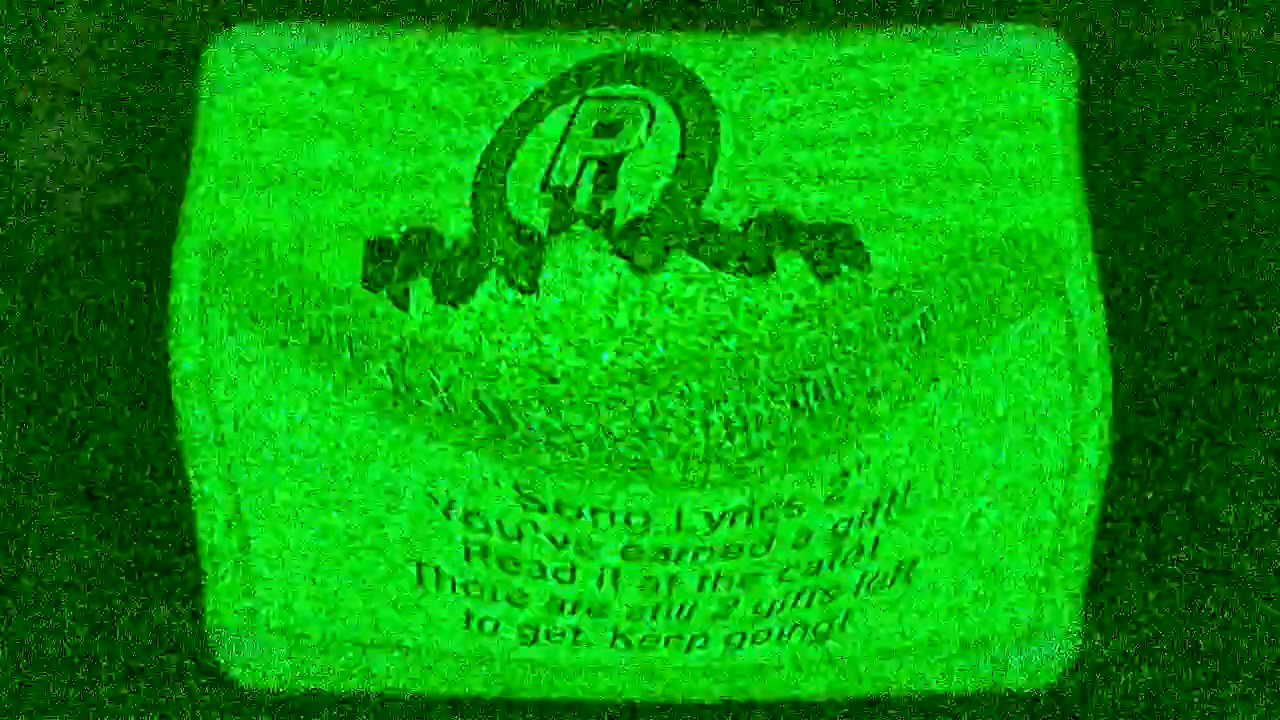 R
"Song Lyrics 2"
You've earned a gift!
Read it at the café!
There are still 2 gifts left
to get. Keep going!